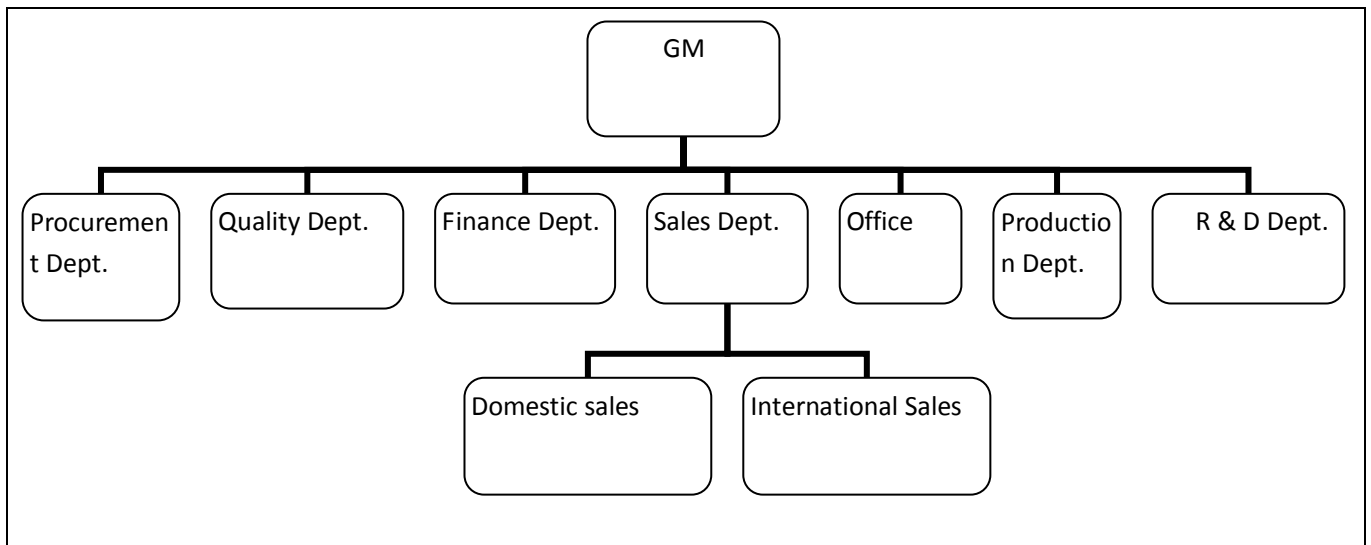 GM
Procuremen
t Dept.
Quality Dept.
Finance Dept.
Sales Dept.
Office
Productio
n Dept.
R & D Dept.
Domestic sales
International Sales